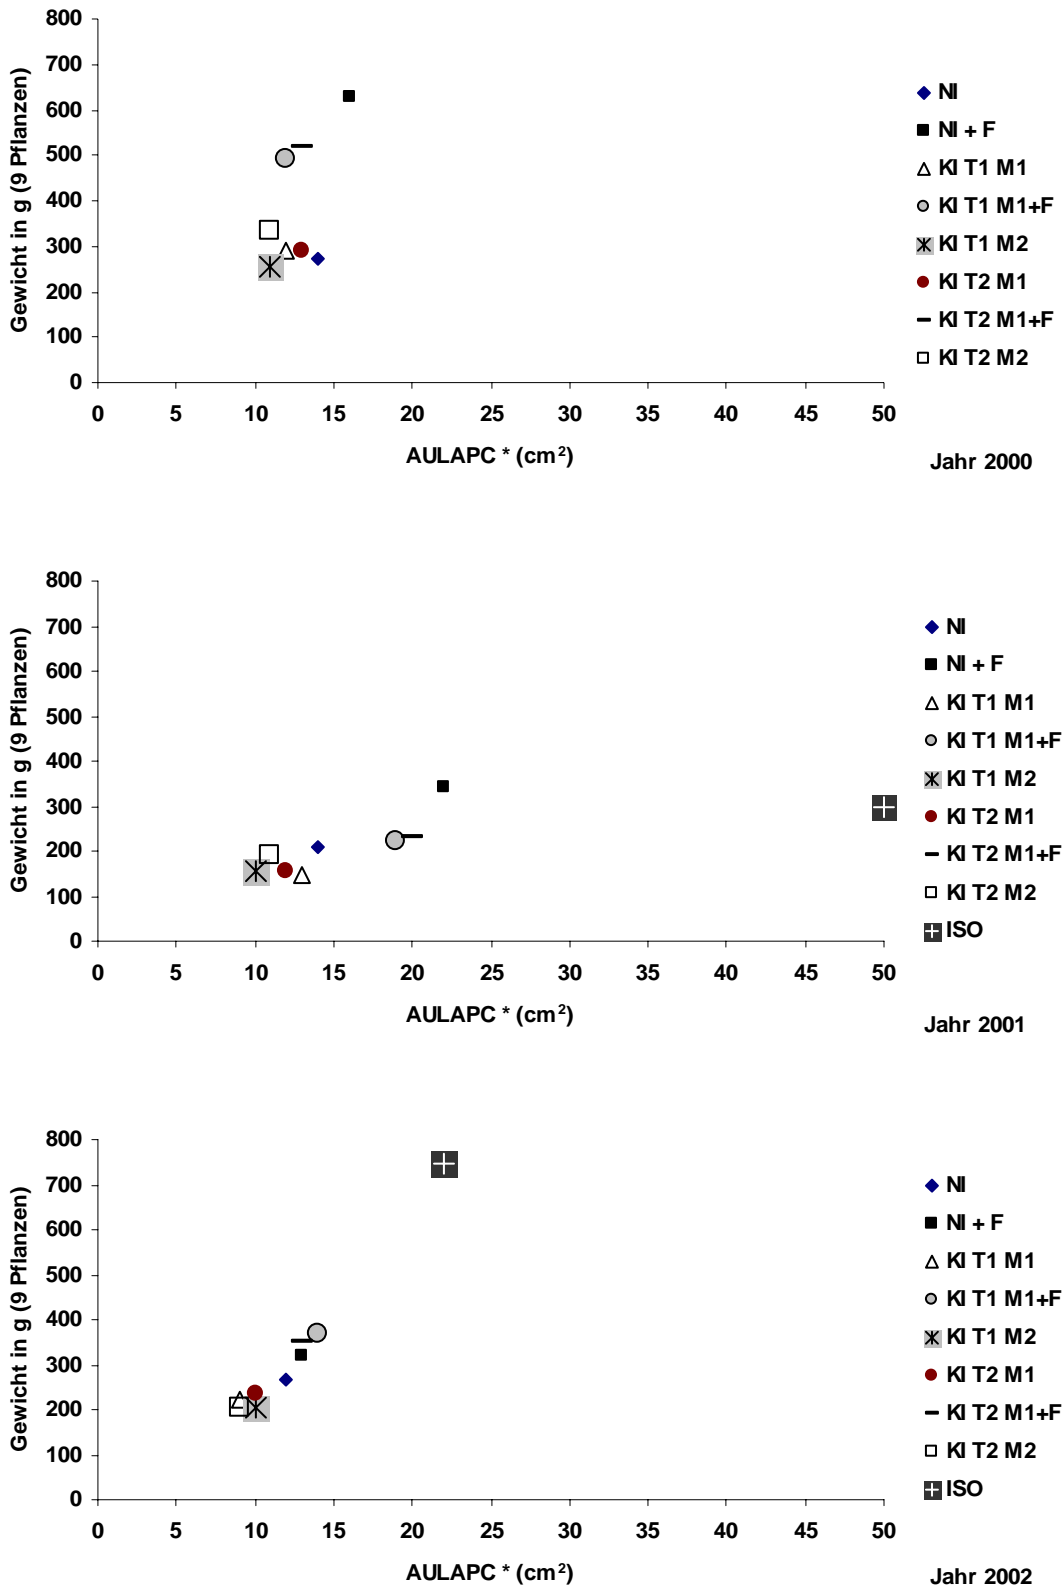 Gewicht in g (9 Pflanzen)
800
700
600
500
400
300
200
100
0
0 5 10 15 20 25 30 35 40 45 50
AULAPC * (cm²)
NI
NI + F
KI T1 M1
KI T1 M1+F
KI T1 M2
KI T2 M1
KI T2 M1+F
KI T2 M2
Jahr 2000
Gewicht in g (9 Pflanzen)
800
700
600
500
400
300
200
100
0
0 5 10 15 20 25 30 35 40 45 50
AULAPC * (cm²)
NI
NI + F
KI T1 M1
KI T1 M1+F
KI T1 M2
KI T2 M1
KI T2 M1+F
KI T2 M2
ISO
Jahr 2001
Gewicht in g (9 Pflanzen)
800
700
600
500
400
300
200
100
0
0 5 10 15 20 25 30 35 40 45 50
AULAPC * (cm²)
NI
NI + F
KI T1 M1
KI T1 M1+F
KI T1 M2
KI T2 M1
KI T2 M1+F
KI T2 M2
ISO
Jahr 2002